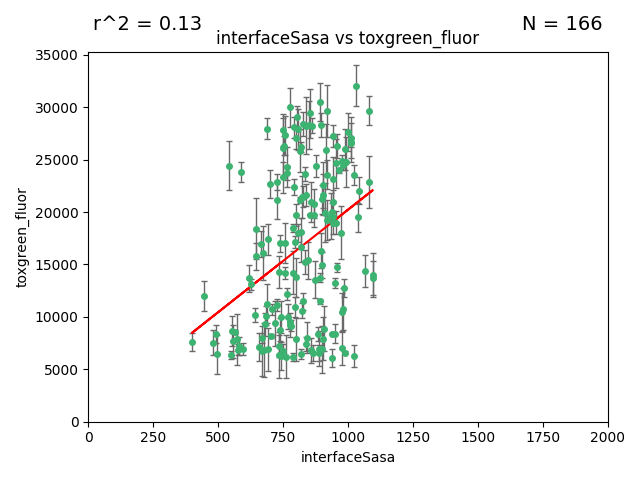 r^2 = 0.13
N = 166
interfaceSasa vs toxgreen_fluor
35000
30000
25000
20000
15000
10000
5000
0
toxgreen_fluor
0 250 500 750 1000 1250 1500 1750 2000
interfaceSasa